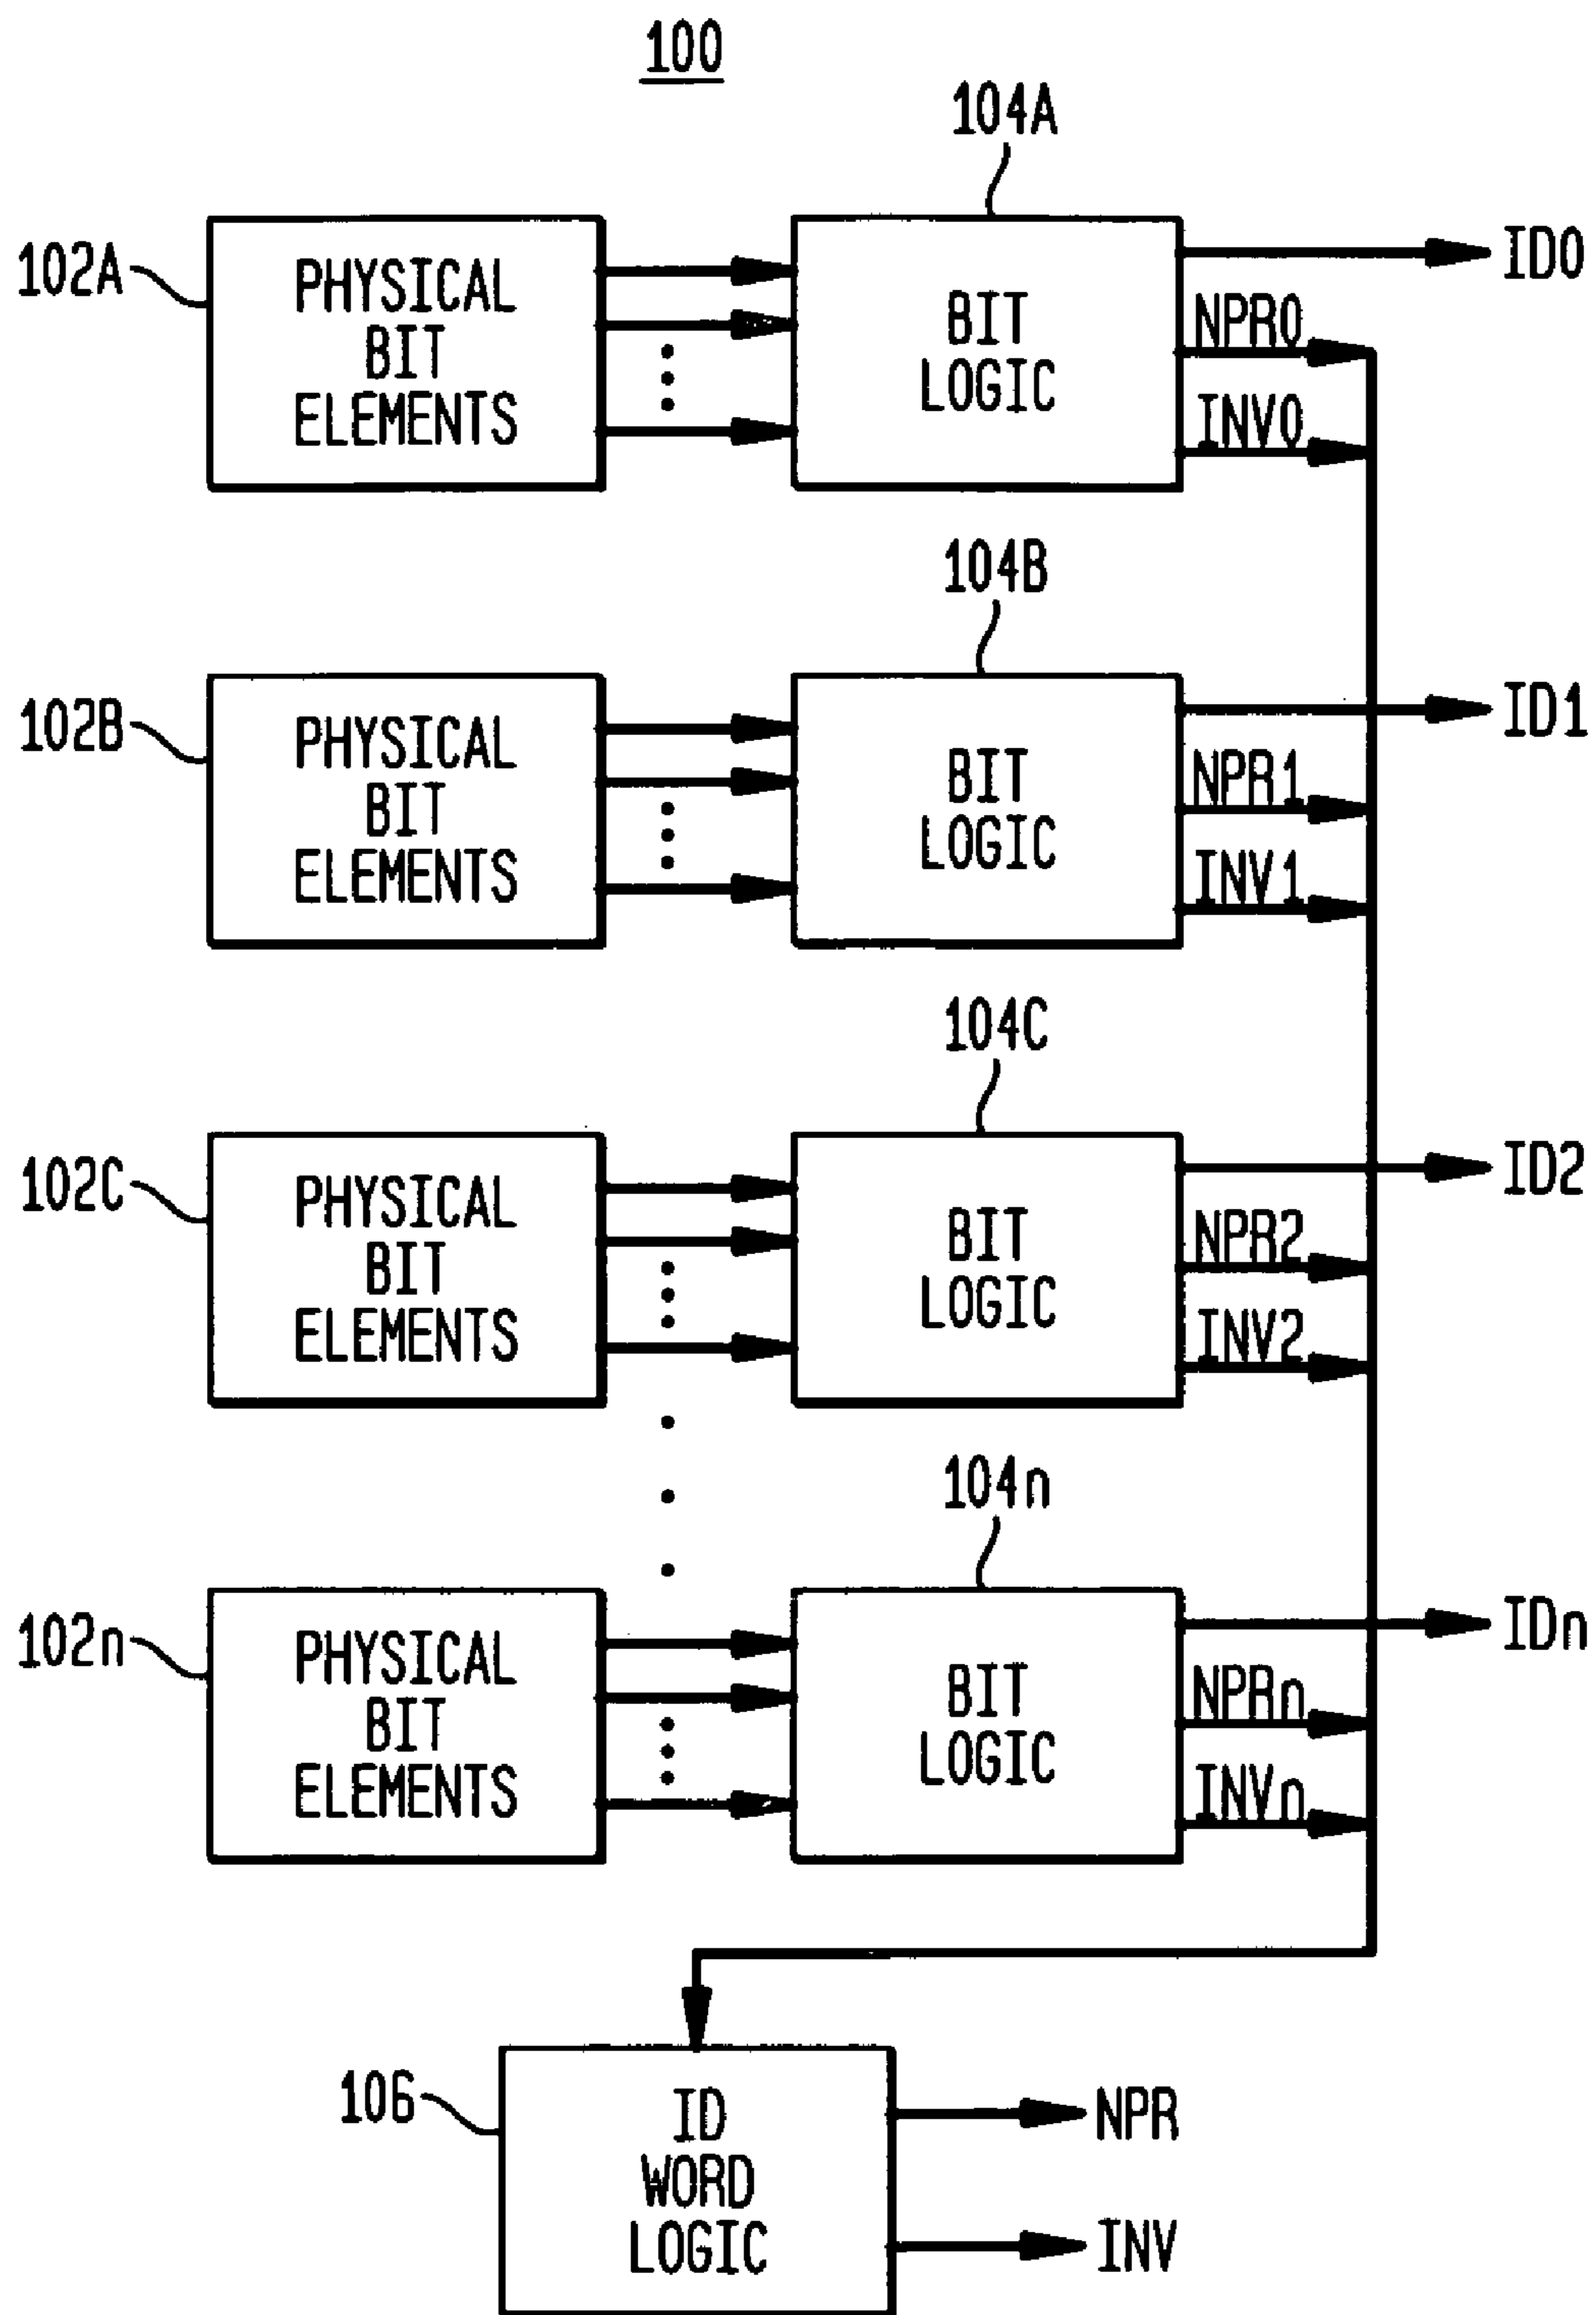 100
104A
102A
PHYSICAL
BIT
ELEMENTS
BIT
LOGIC
ID0
NPR0
INV0
104B
102B
PHYSICAL
BIT
ELEMENTS
BIT
LOGIC
ID1
NPR1
INV1
104C
102C
PHYSICAL
BIT
ELEMENTS
BIT
LOGIC
ID2
NPR2
INV2
104n
102n
PHYSICAL
BIT
ELEMENTS
BIT
LOGIC
IDn
NPRn
INVn
106
ID
WORD
LOGIC
NPR
INV